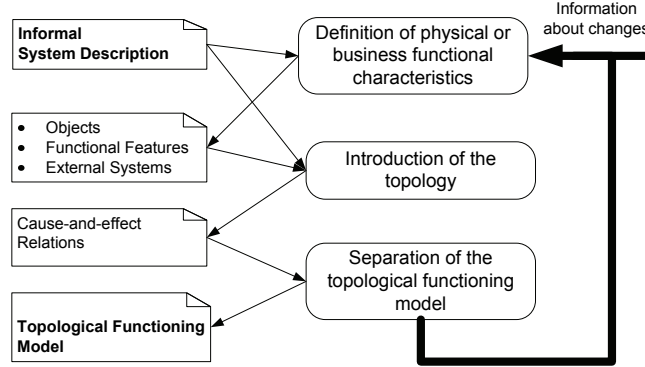 Informal
System Description
Definition of physical or
business functional
characteristics
Information
about changes
• Objects
• Functional Features
• External Systems
Introduction of the
topology
Cause-and-effect
Relations
Separation of the
topological functioning
model
Topological Functioning
Model